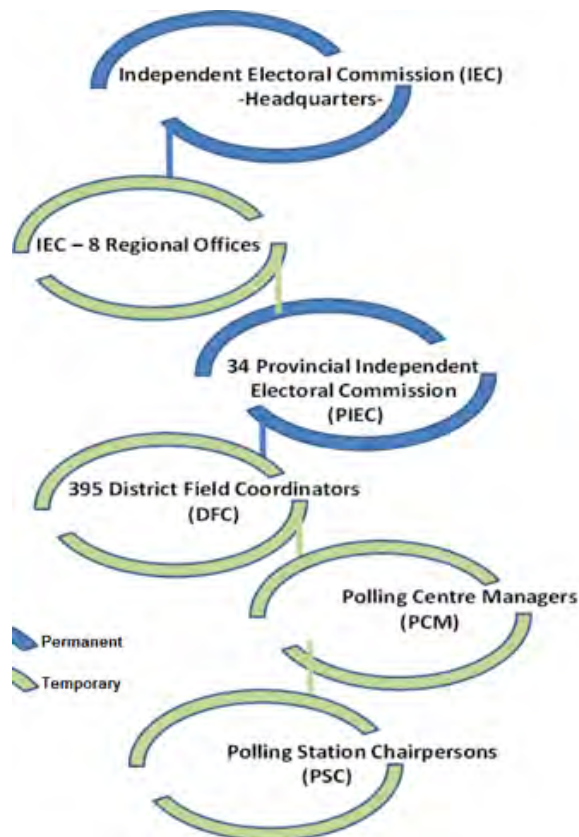 Independent Electoral Commission (IEC)
-Headquarters-
IEC – 8 Regional Offices
34 Provincial Independent
Electoral Commission
(PIEC)
395 District Field Coordinators
(DFC)
Polling Centre Managers
(PCM)
Permanent
Temporary
Polling Station Chairpersons
(PSC)